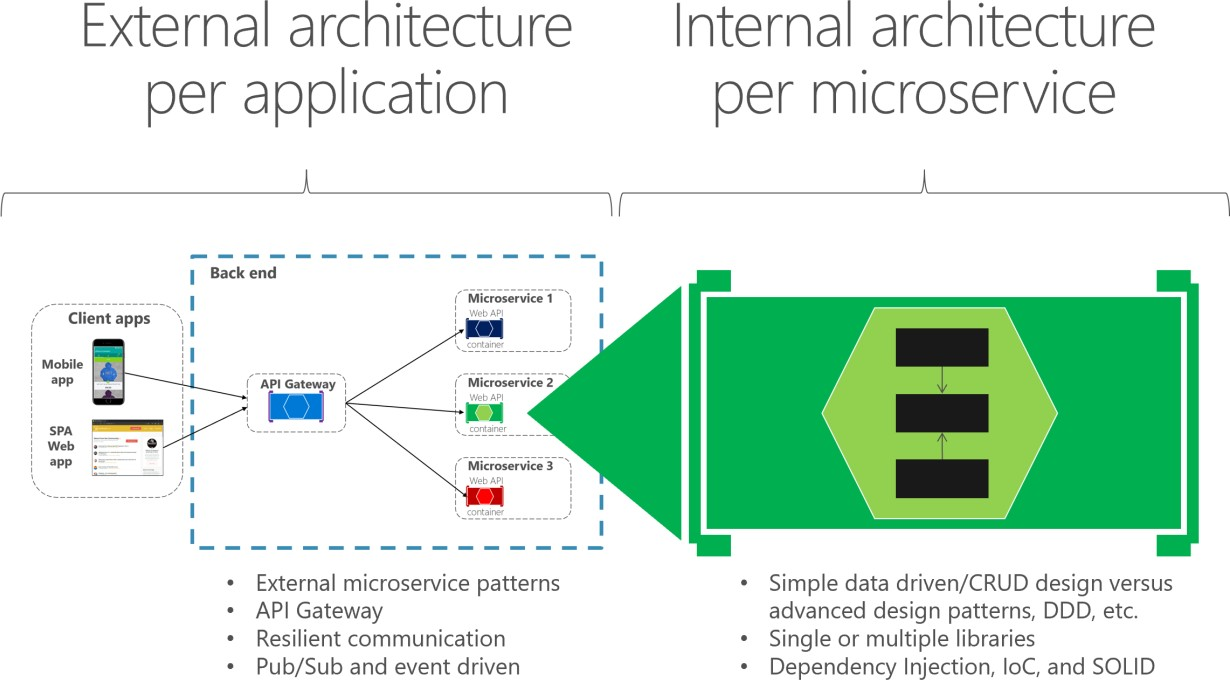 External architecture
per application
Internal architecture
per microservice
Back end
Client apps
Mobile
app
SPA
Web
app
API Gateway
Microservice 1
Web API
container
Microservice 2
Web API
container
Microservice 3
Web API
container
• External microservice patterns
• API Gateway
• Resilient communication
• Pub/Sub and event driven
• Simple data driven/CRUD design versus
advanced design patterns, DDD, etc.
• Single or multiple libraries
• Dependency Injection, IoC, and SOLID